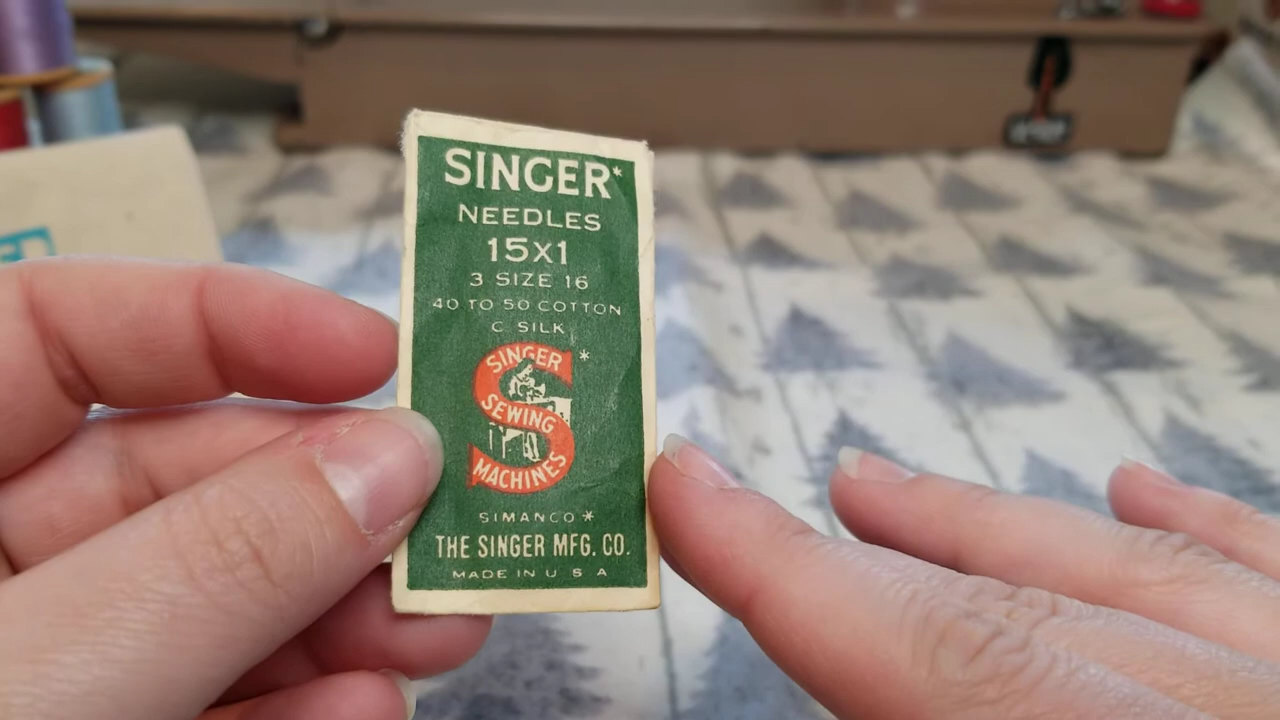 SINGER*
NEEDLES
15X1
3 SIZE 16
40 TO 50 COTTON
C SILK
SINGER *
SEWING
MACHINES
SIMANCO *
THE SINGER MFG. CO.
MADE IN U S A